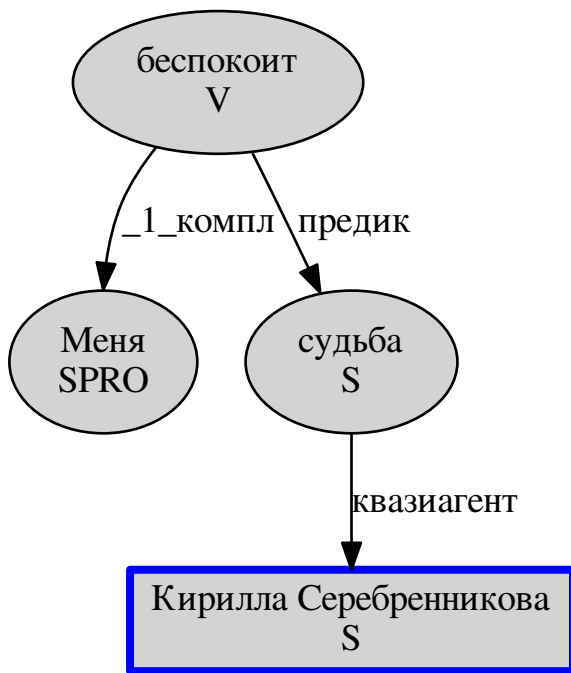 беспокоит
V
_1_компл
предик
Меня
SPRO
судьба
S
квазиагент
Кирилла Серебренникова
S